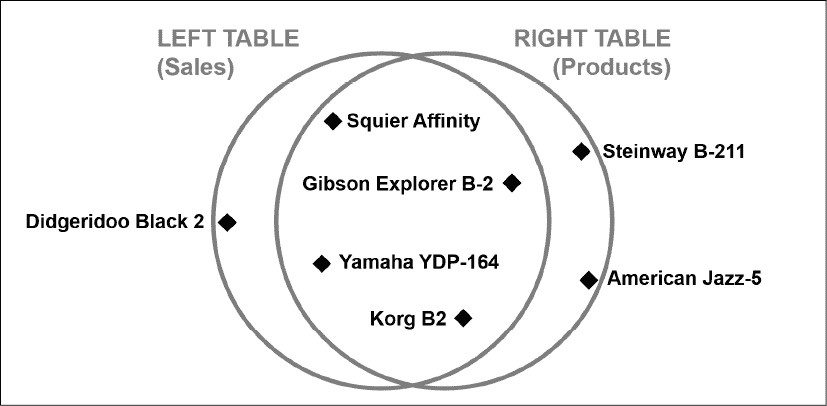 LEFT TABLE
(Sales)
RIGHT TABLE
(Products)
Squier Affinity
Steinway B-211
Gibson Explorer B-2
Didgeridoo Black 2
Yamaha YDP-164
American Jazz-5
Korg B2